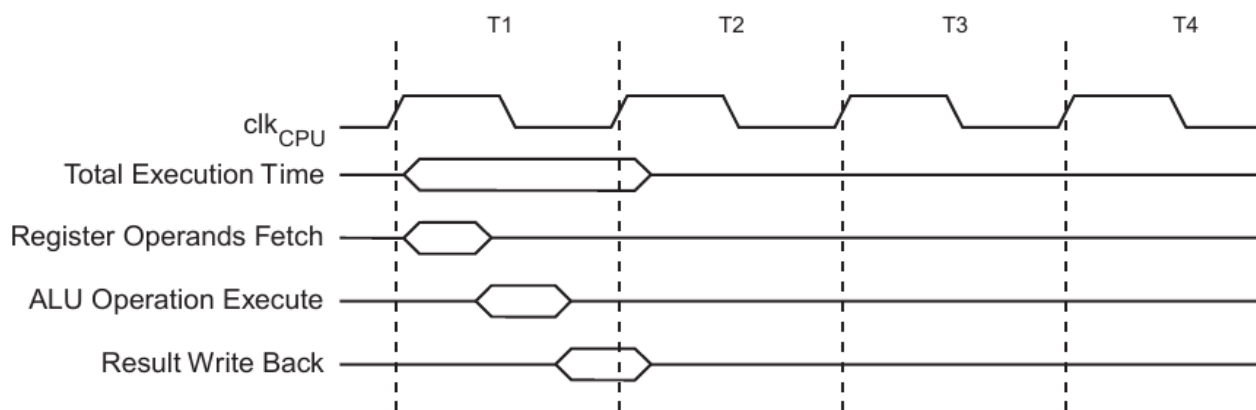 T1 T2 T3 T4
clkCPU
Total Execution Time
Register Operands Fetch
ALU Operation Execute
Result Write Back